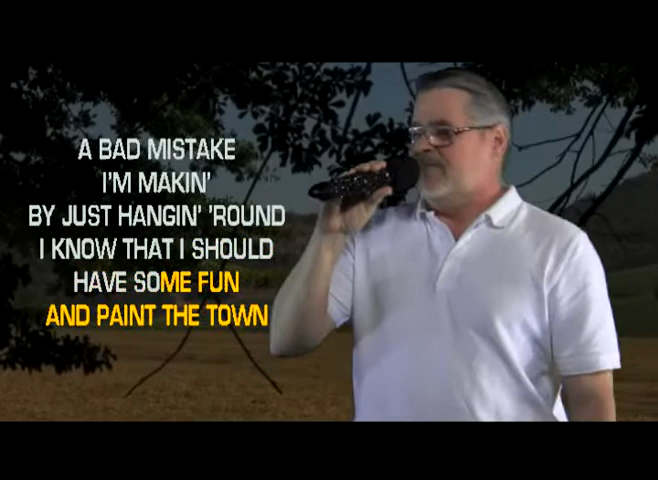 A BAD MISTAKE
I'M MAKIN'
BY JUST HANGIN' 'ROUND
I KNOW THAT I SHOULD
HAVE SOME FUN
AND PAINT THE TOWN